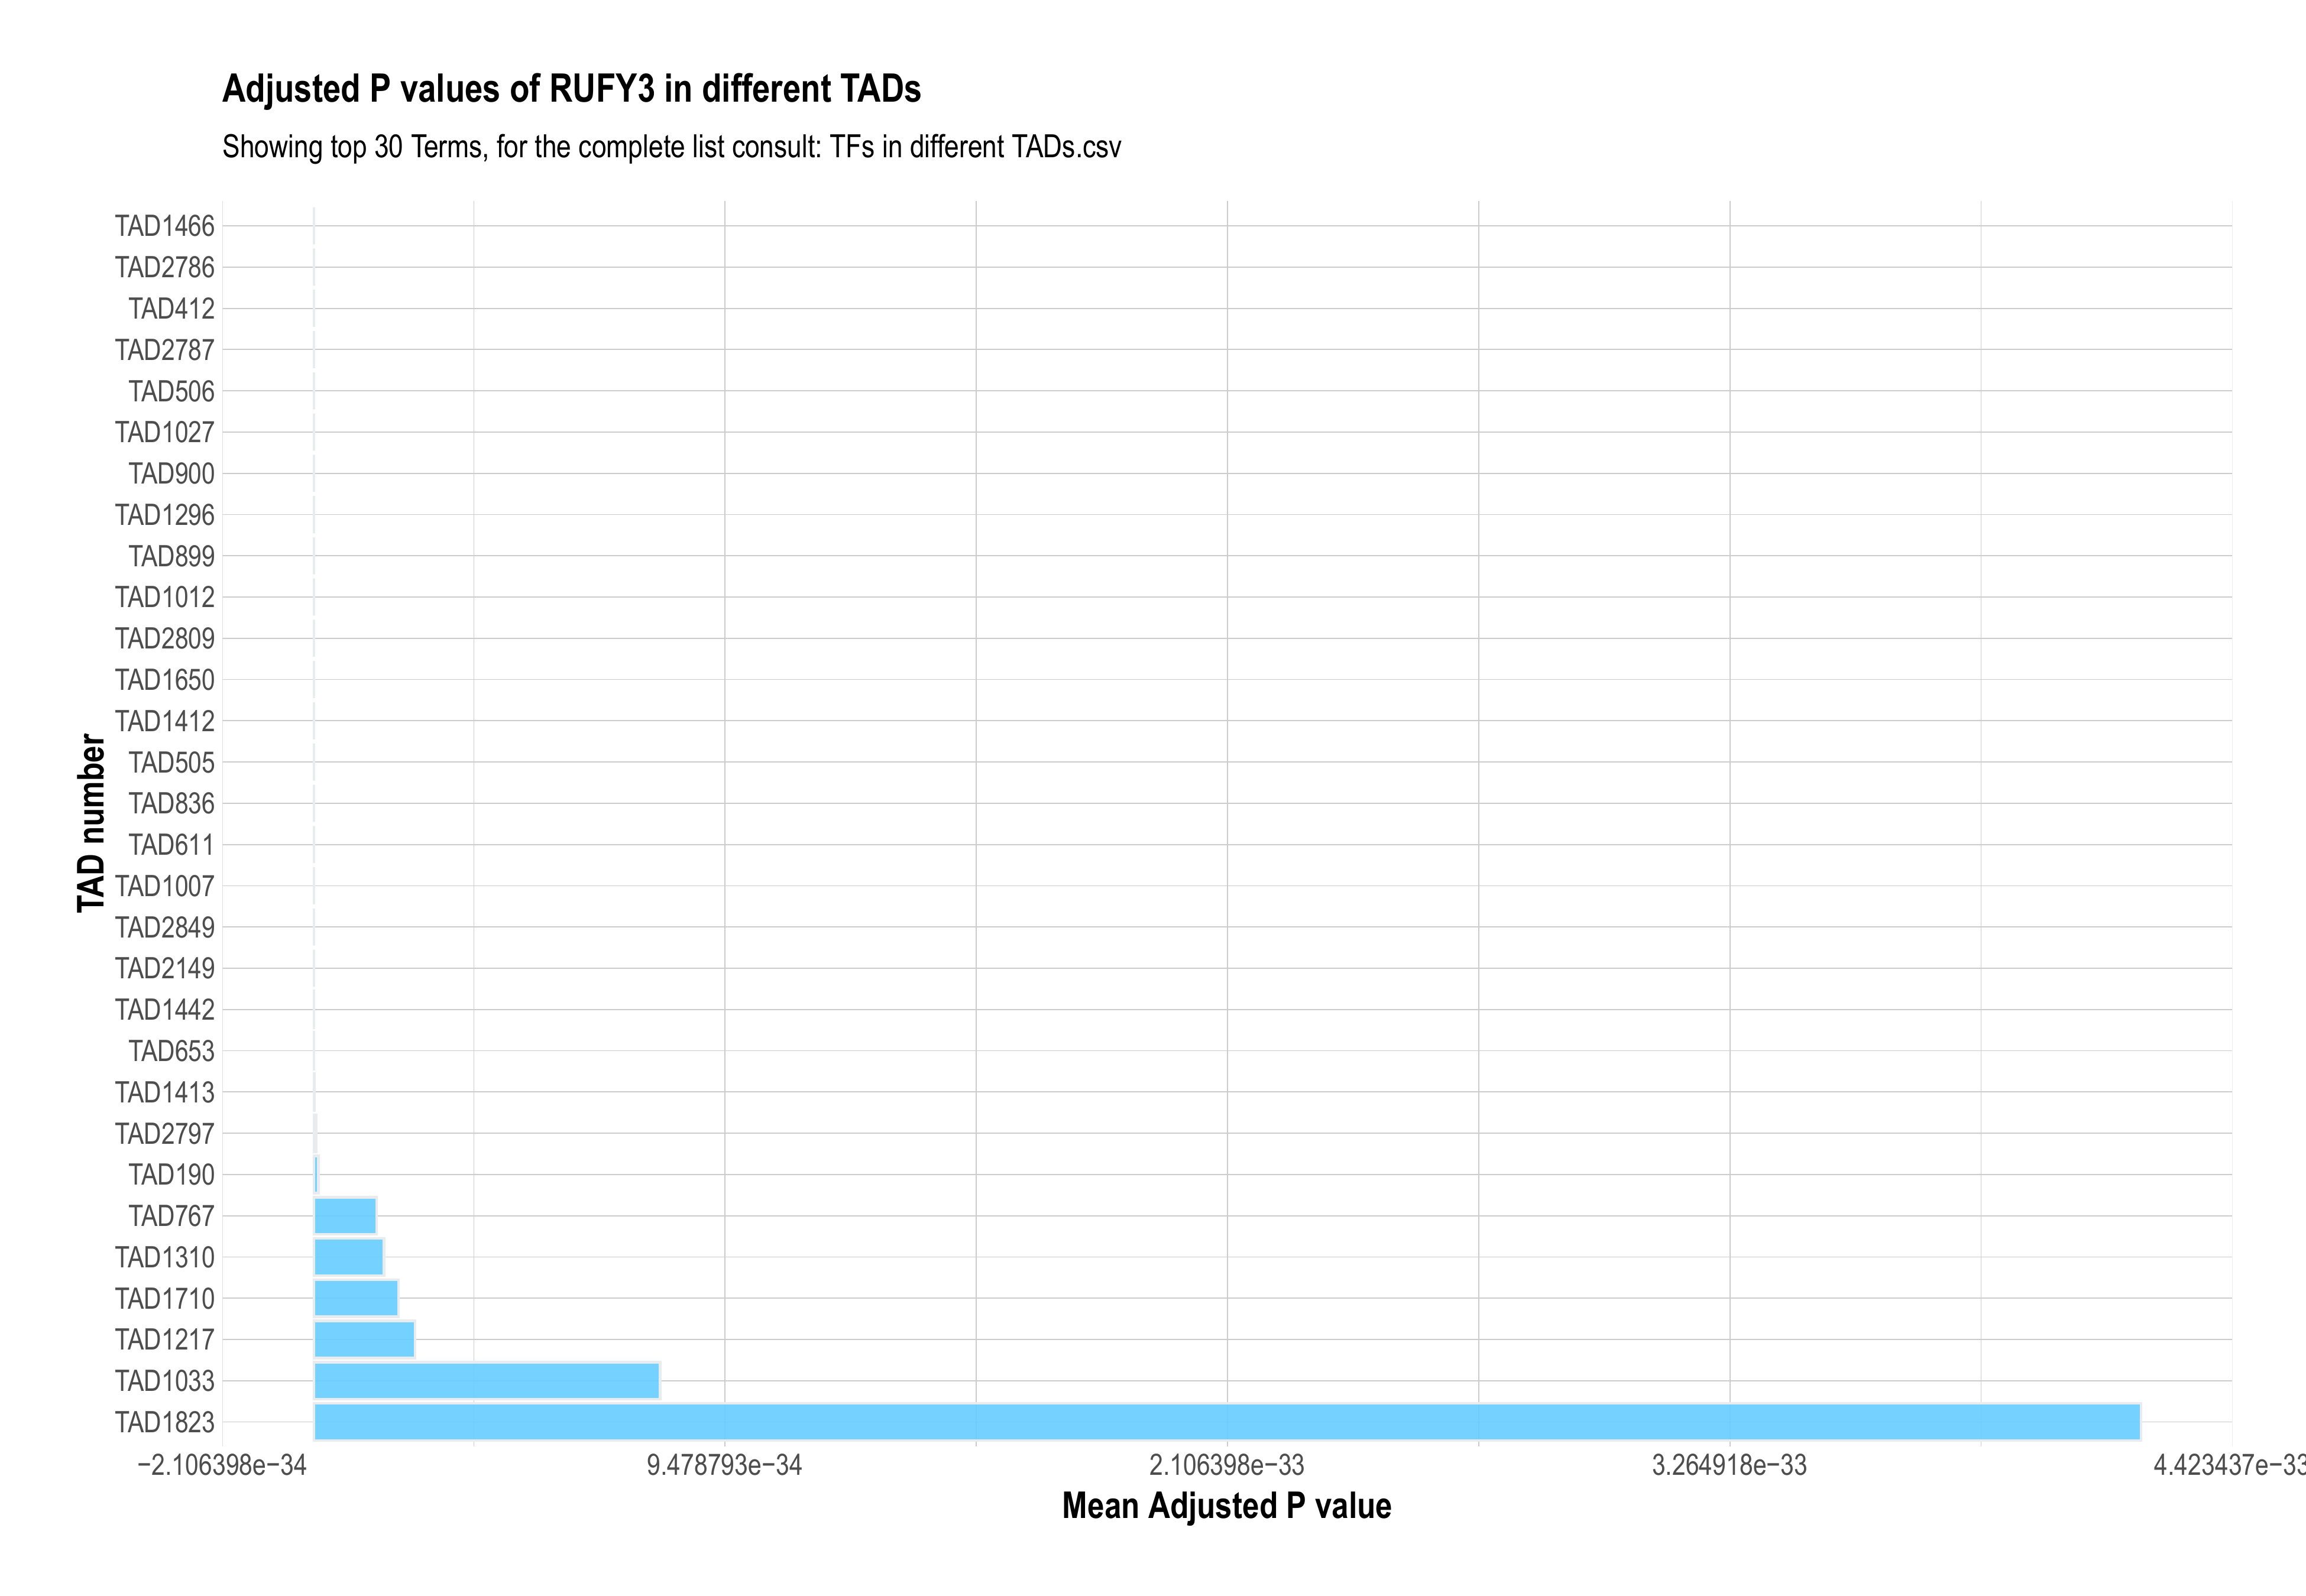 Adjusted P values of RUFY3 in different TADs
Showing top 30 Terms, for the complete list consult: TFs in different TADs.csv
TAD number
TAD1466
TAD2786
TAD412
TAD2787
TAD506
TAD1027
TAD900
TAD1296
TAD899
TAD1012
TAD2809
TAD1650
TAD1412
TAD505
TAD836
TAD611
TAD1007
TAD2849
TAD2149
TAD1442
TAD653
TAD1413
TAD2797
TAD190
TAD767
TAD1310
TAD1710
TAD1217
TAD1033
TAD1823
−2.106398e−34 9.478793e−34 2.106398e−33 3.264918e−33 4.423437e−33
Mean Adjusted P value